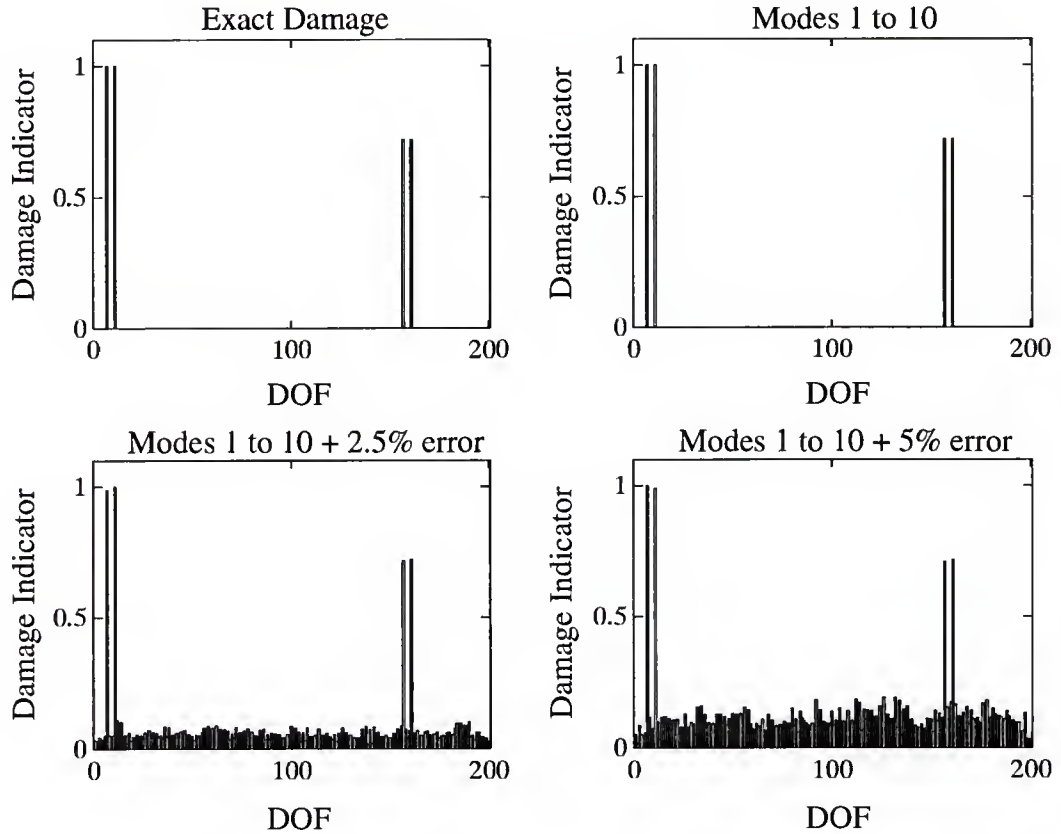 Exact Damage
Damage Indicator
1
0.5
0
0
100
200
DOF
Modes 1 to 10
Damage Indicator
1
0.5
0
0
100
200
DOF
Modes 1 to 10 + 2.5% error
Damage Indicator
1
0.5
0
0
100
200
DOF
Modes 1 to 10 + 5% error
Damage Indicator
1
0.5
0
0
100
200
DOF